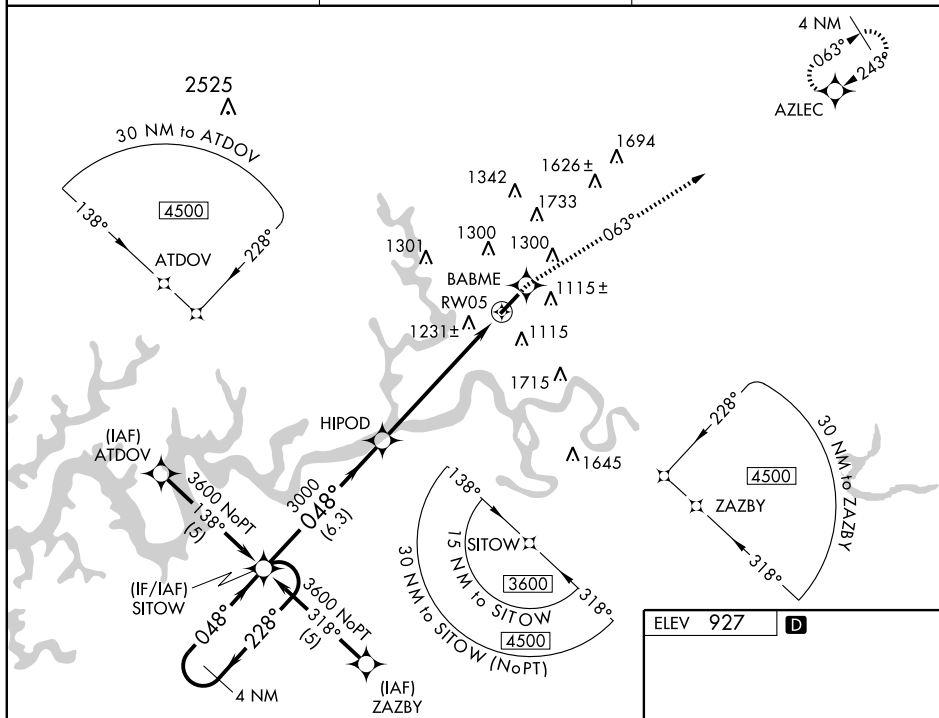 4 NM
063°
243°
AZLEC
2525
30 NM to ATDOV
4500
138°
228°
ATDOV
1694
1626±
1342
1733
063°
1300
1301
1300
BABME
1115±
RW05
1231±
1115
1715
HIPOD
1645
(IAF)
ATDOV
3600 NoPT
138°
(5)
3000
048°
(6.3)
(IF/IAF)
SITOW
3600 NoPT
318°
(5)
048°
228°
4 NM
(IAF)
ZAZBY
138°
SITOW
15 NM to SITOW
3600
318°
30 NM to SITOW (NoPT)
4500
228°
4500
30 NM to ZAZBY
ZAZBY
318°
ELEV 927 D